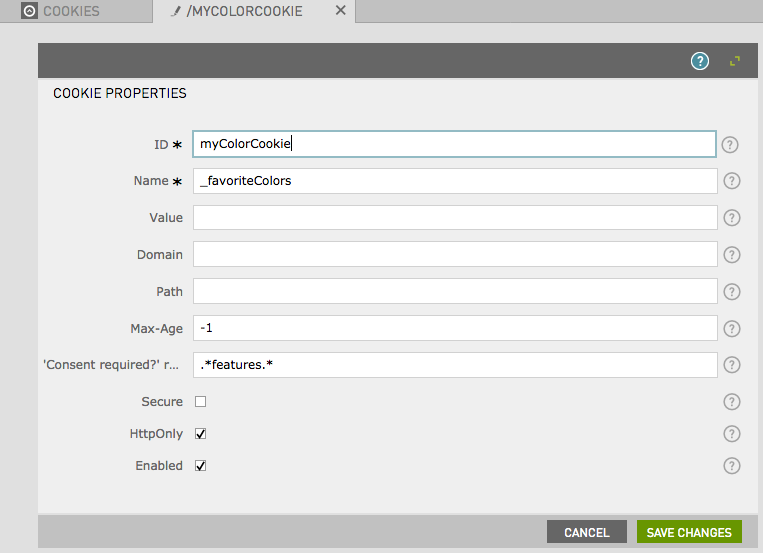 COOKIES
/MYCOLORCOOKIE ✕
?
COOKIE PROPERTIES
ID * myColorCookie ?
Name * _favoriteColors ?
Value ?
Domain ?
Path ?
Max-Age -1 ?
'Consent required?' r... .*features.* ?
Secure ?
HttpOnly ?
Enabled ?
CANCEL SAVE CHANGES